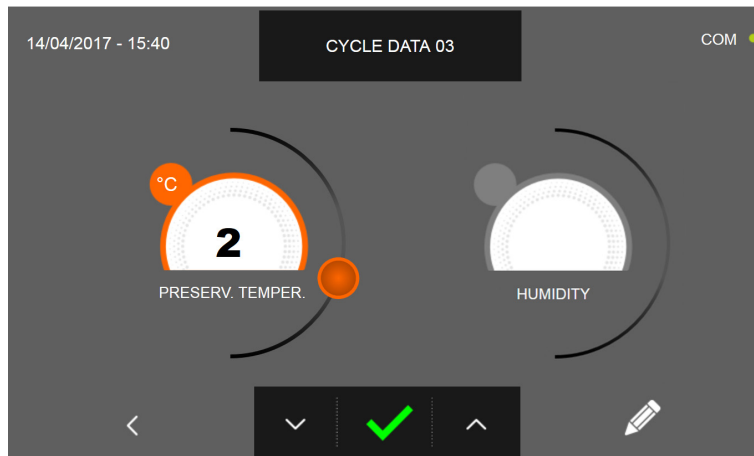 14/04/2017 - 15:40
CYCLE DATA 03
COM
°C
2
PRESERV. TEMPER.
HUMIDITY